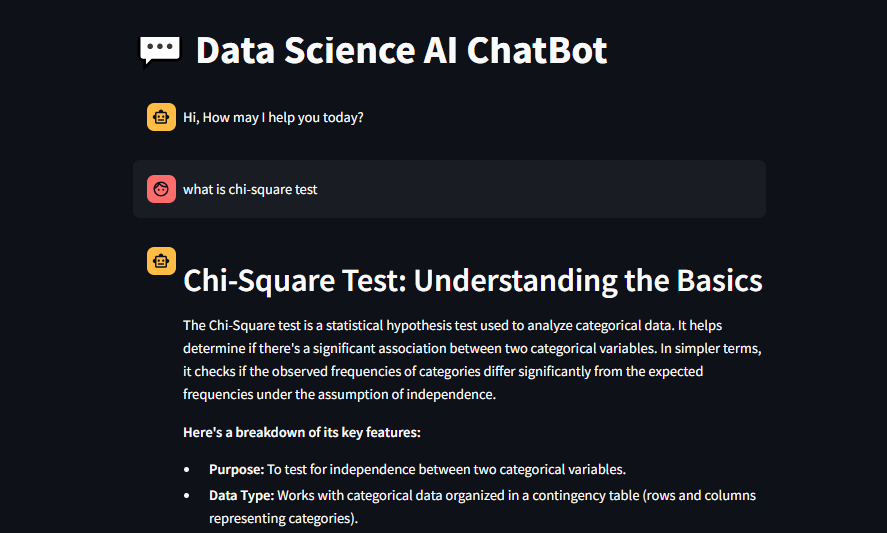 Data Science AI ChatBot
Hi, How may I help you today?
what is chi-square test
Chi-Square Test: Understanding the Basics
The Chi-Square test is a statistical hypothesis test used to analyze categorical data. It helps
determine if there's a significant association between two categorical variables. In simpler terms,
it checks if the observed frequencies of categories differ significantly from the expected
frequencies under the assumption of independence.
Here's a breakdown of its key features:
• Purpose: To test for independence between two categorical variables.
• Data Type: Works with categorical data organized in a contingency table (rows and columns
representing categories).